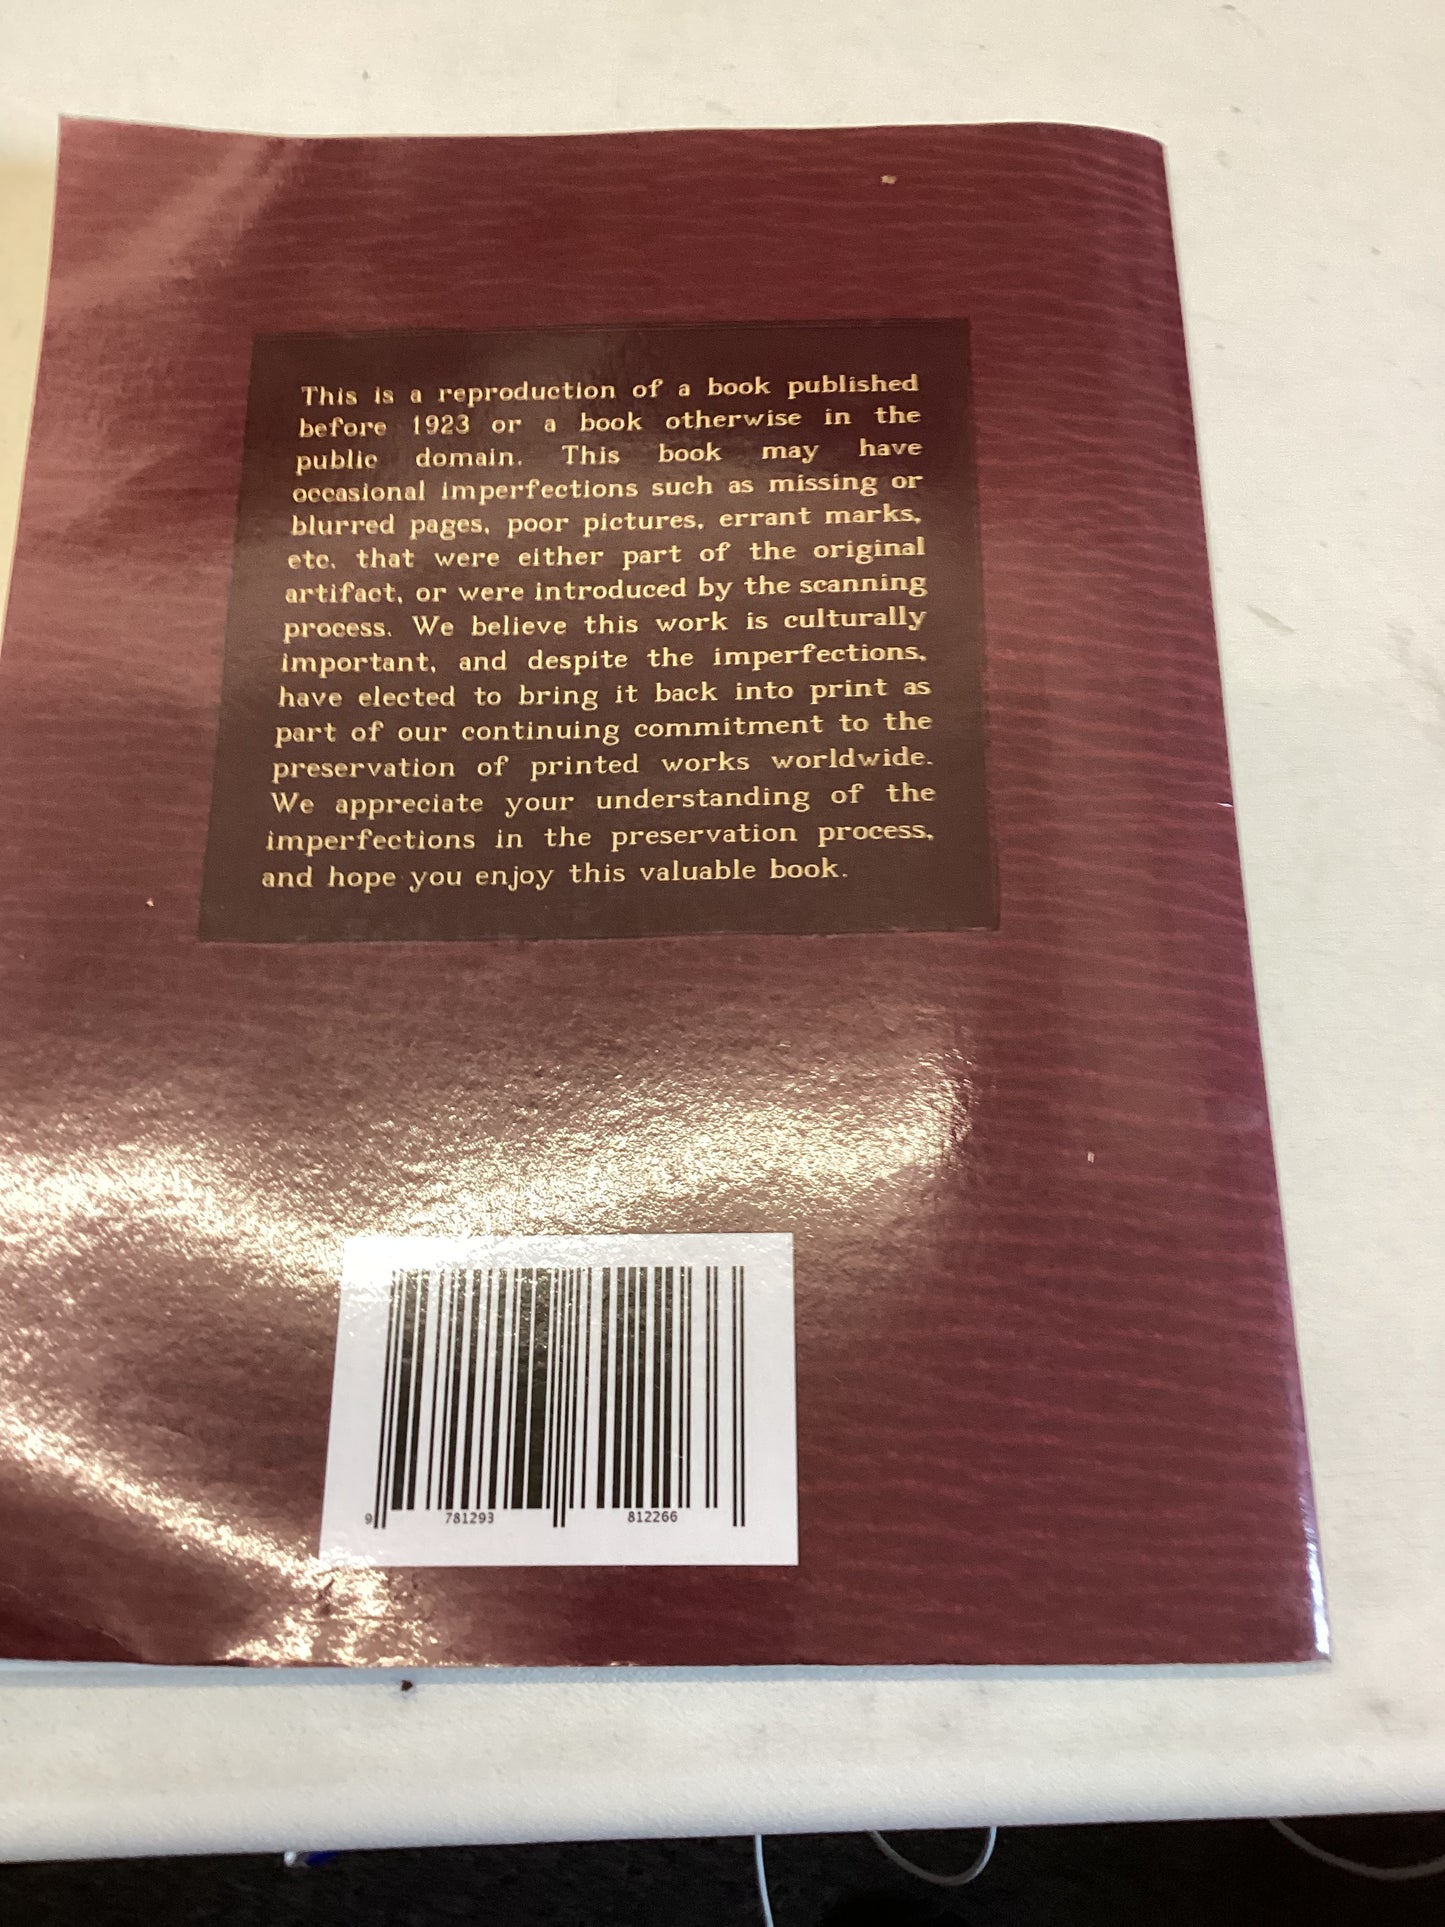 This is a reproduction of a book published
before 1923 or a book otherwise in the
public domain. This book may have
occasional imperfections such as missing or
blurred pages, poor pictures, errant marks,
etc. that were either part of the original
artifact, or were introduced by the scanning
process. We believe this work is culturally
important, and despite the imperfections,
have elected to bring it back into print as
part of our continuing commitment to the
preservation of printed works worldwide.
We appreciate your understanding of the
imperfections in the preservation process,
and hope you enjoy this valuable book.
9 781293 812266